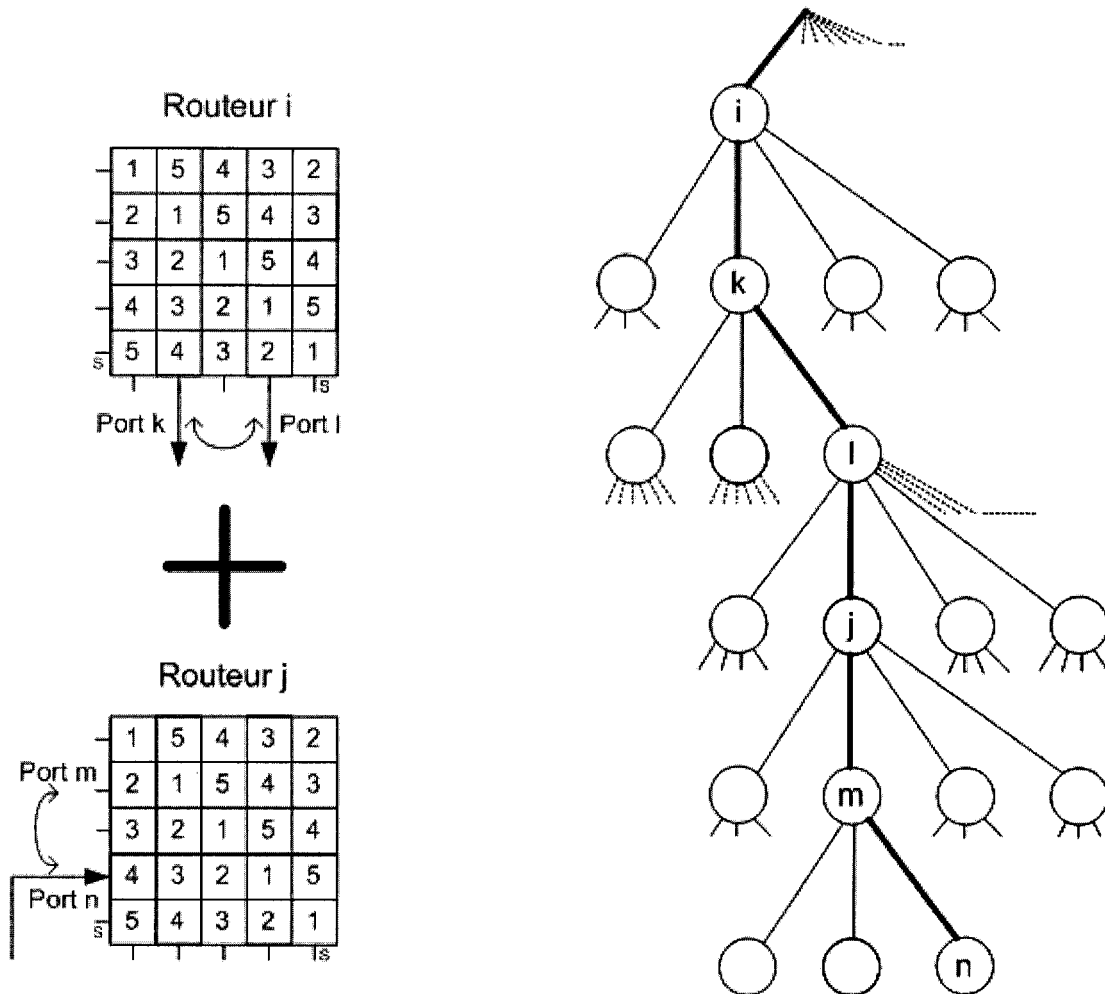 Routeur i
1 5 4 3 2
2 1 5 4 3
3 2 1 5 4
4 3 2 1 5
s 5 4 3 2 1
s
Port k
Port l
Routeur j
1 5 4 3 2
Port m
2 1 5 4 3
3 2 1 5 4
4 3 2 1 5
Port n
s 5 4 3 2 1
s
i
k
l
j
m
n